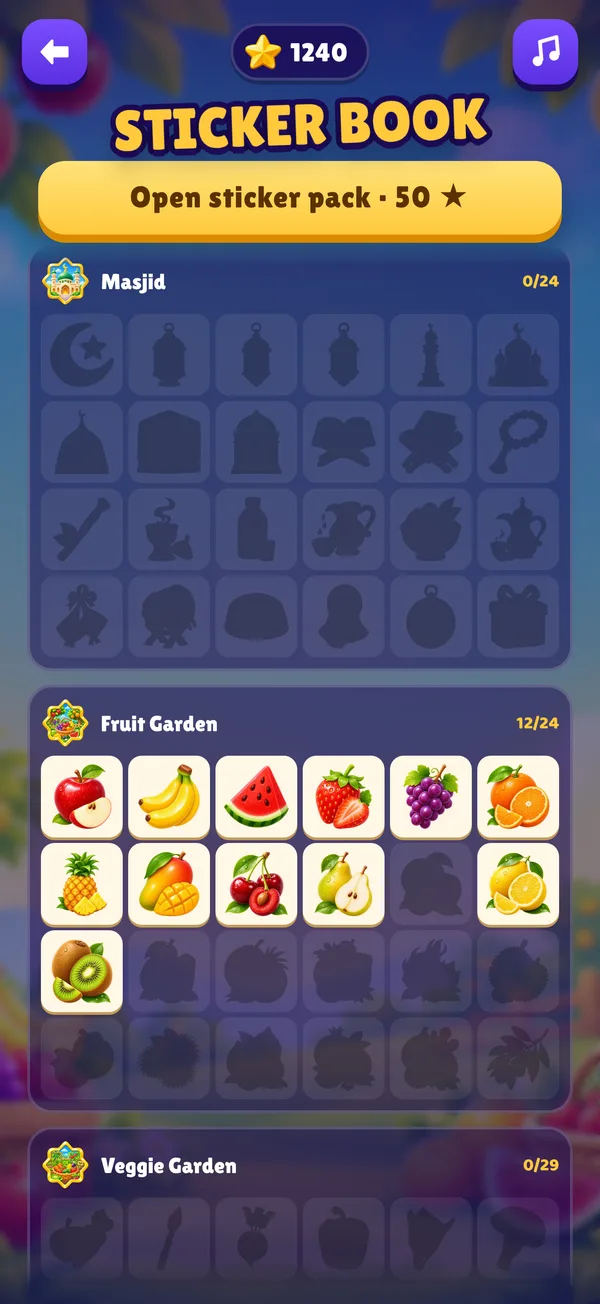 1240
STICKER BOOK
Open sticker pack · 50 ★
Masjid 0/24
Fruit Garden 12/24
Veggie Garden 0/29